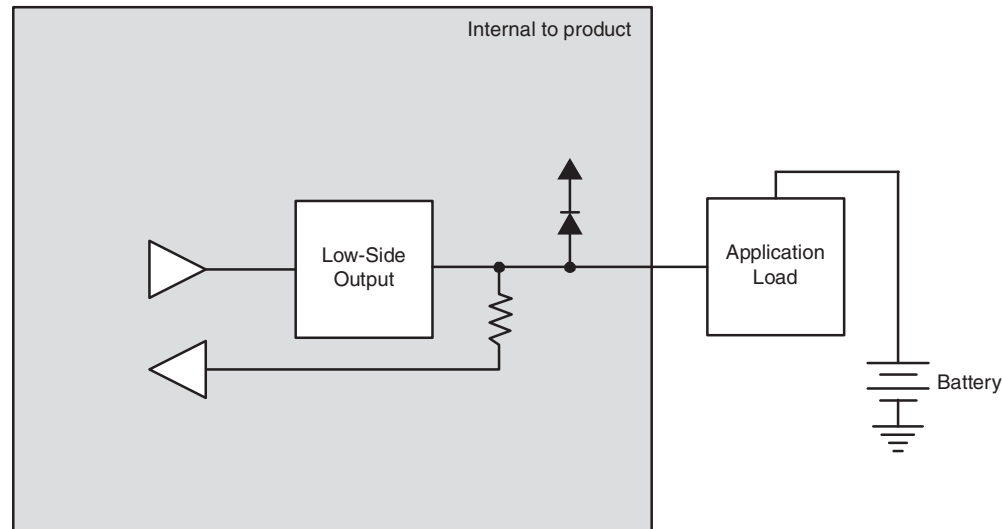 Internal to product
Low-Side
Output
Application
Load
Battery